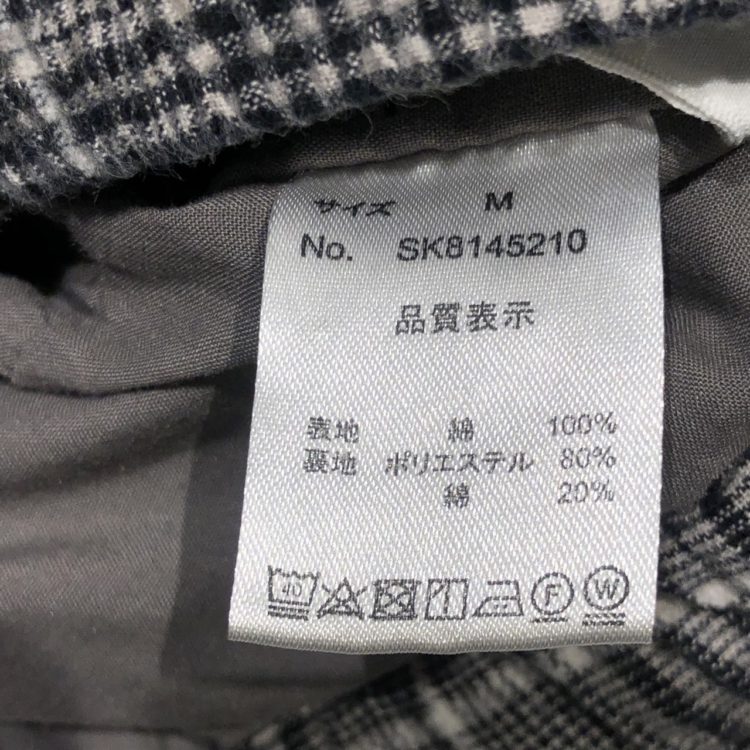 サイズ M
No. SK8145210
品質表示
表地 綿 100%
裏地 ポリエステル 80%
綿 20%
40 F W